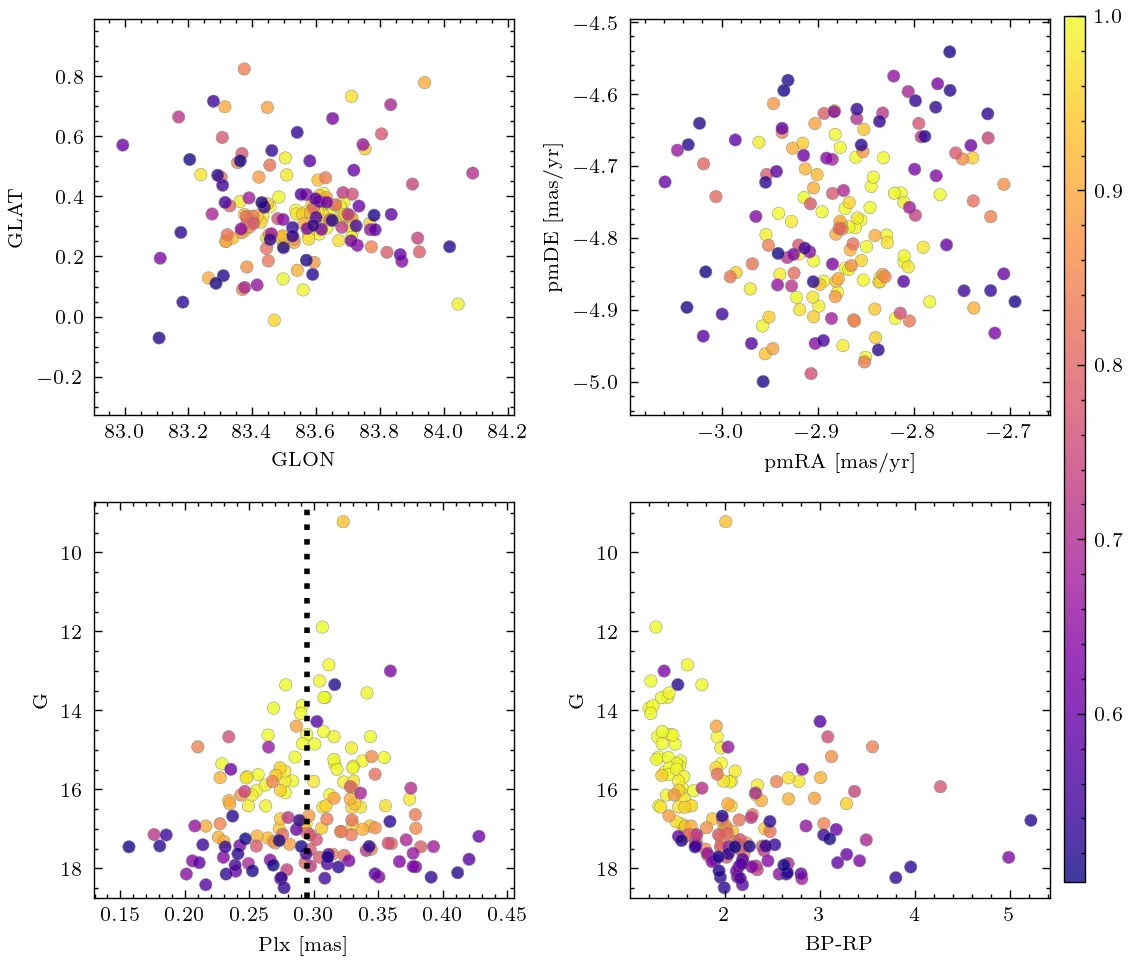 0.8
0.6
0.4
0.2
0.0
−0.2
GLAT
83.0 83.2 83.4 83.6 83.8 84.0 84.2
GLON
−4.5
−4.6
−4.7
−4.8
−4.9
−5.0
pmDE [mas/yr]
−3.0 −2.9 −2.8 −2.7
pmRA [mas/yr]
1.0
0.9
0.8
0.7
0.6
10
12
14
16
18
G
0.15 0.20 0.25 0.30 0.35 0.40 0.45
Plx [mas]
10
12
14
16
18
G
2 3 4 5
BP-RP